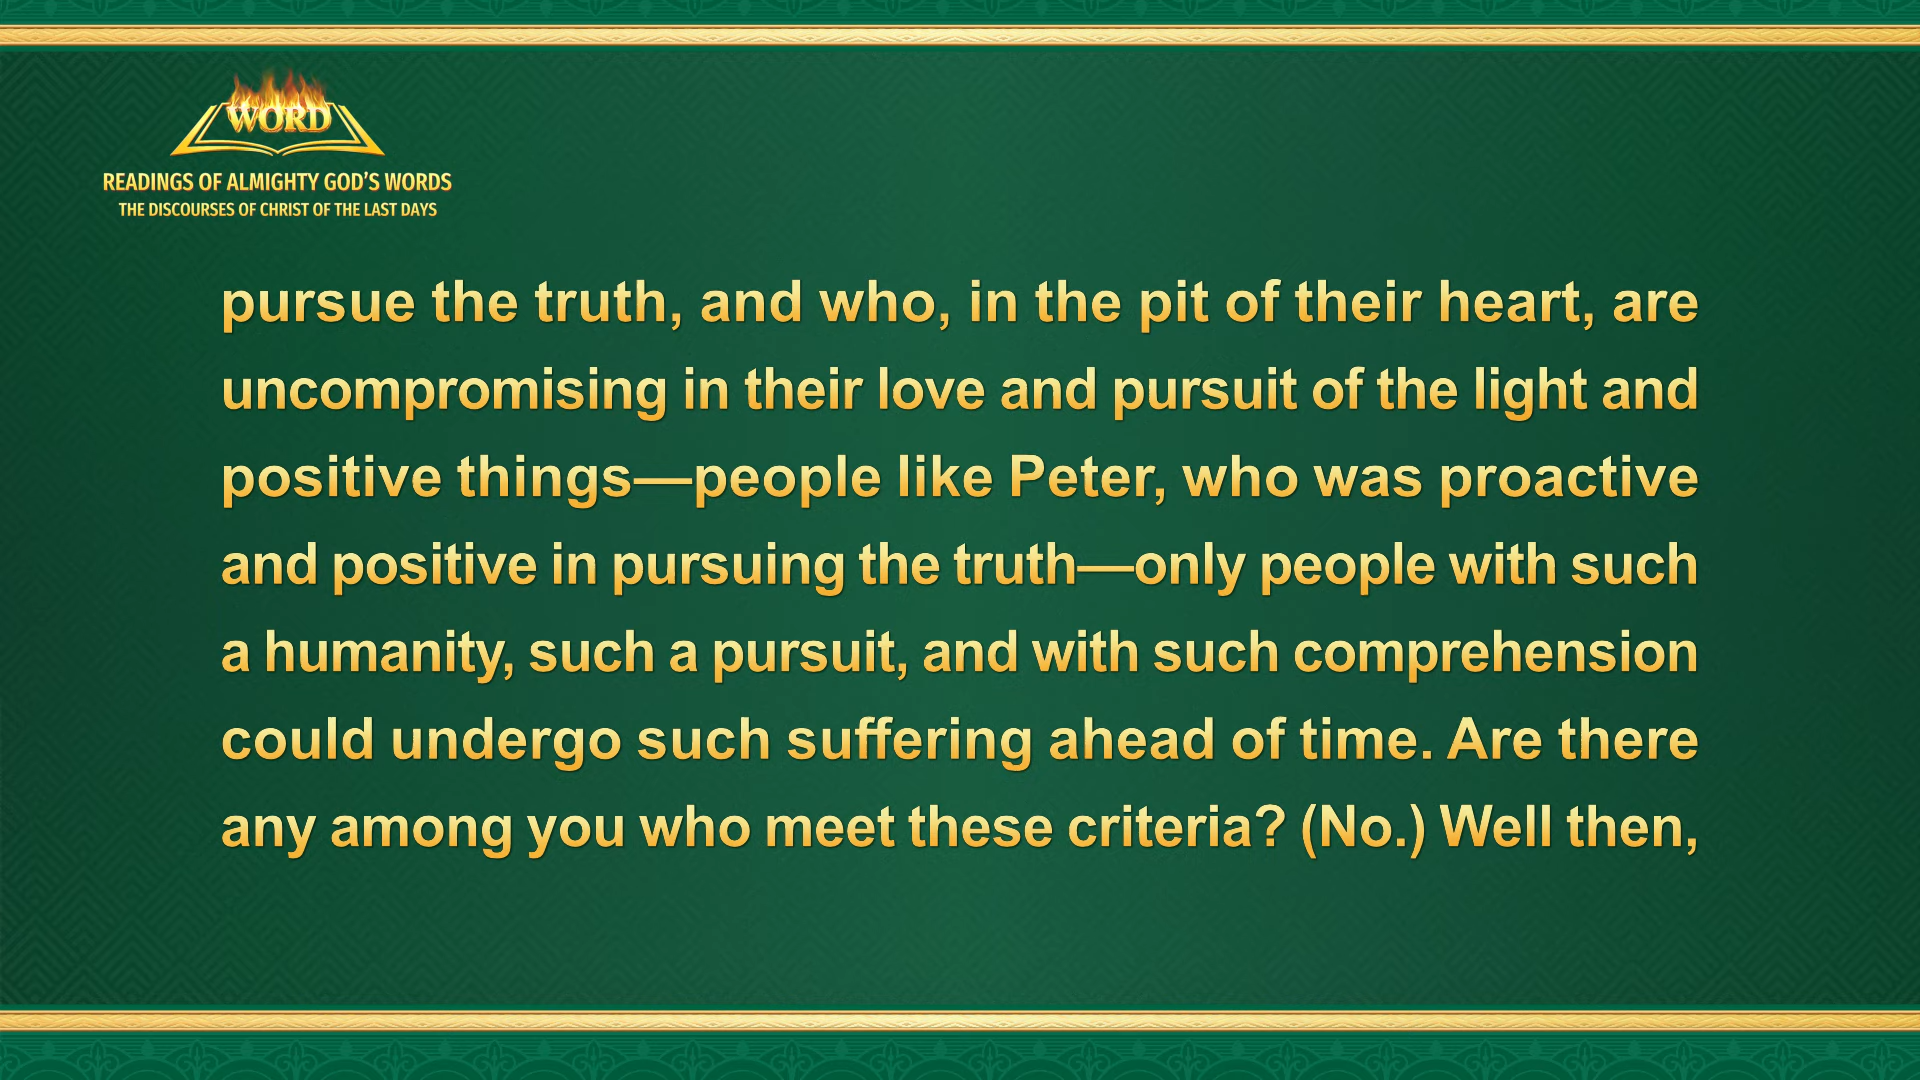 WORD
READINGS OF ALMIGHTY GOD'S WORDS
THE DISCOURSES OF CHRIST OF THE LAST DAYS
pursue the truth, and who, in the pit of their heart, are
uncompromising in their love and pursuit of the light and
positive things—people like Peter, who was proactive
and positive in pursuing the truth—only people with such
a humanity, such a pursuit, and with such comprehension
could undergo such suffering ahead of time. Are there
any among you who meet these criteria? (No.) Well then,